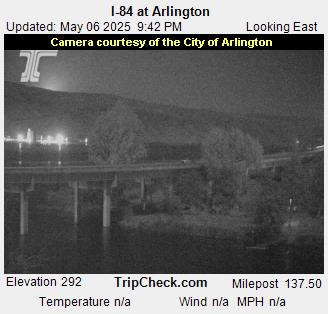 I-84 at Arlington
Updated: May 06 2025 9:42 PM Looking East
Camera courtesy of the City of Arlington
Elevation 292 TripCheck.com Milepost 137.50
Temperature n/a Wind n/a MPH n/a